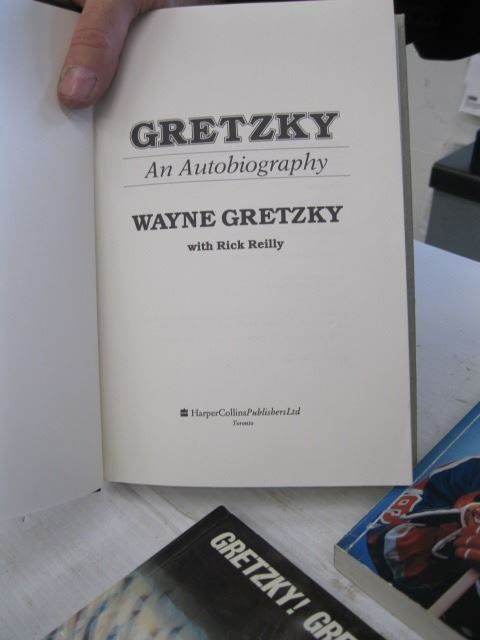 GRETZKY
An Autobiography
WAYNE GRETZKY
with Rick Reilly
HarperCollinsPublishersLtd
Toronto
GRETZKY! GRE